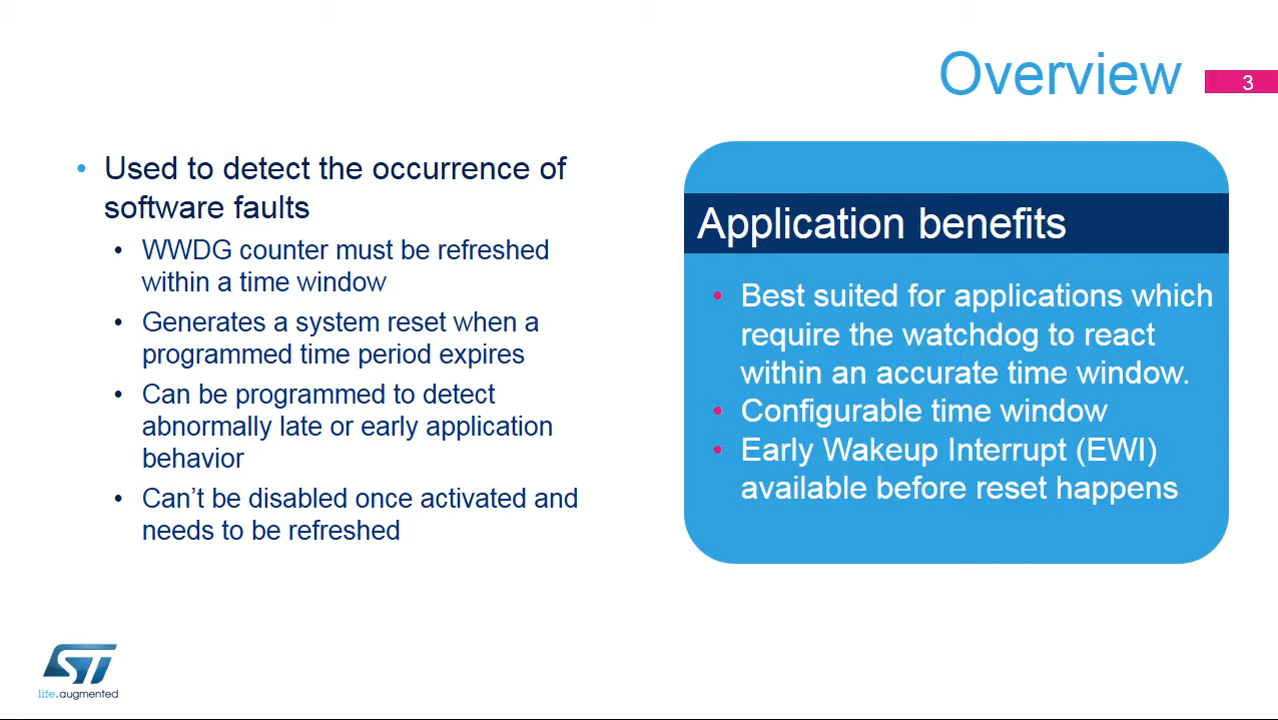 Overview
3
• Used to detect the occurrence of
software faults
• WWDG counter must be refreshed
within a time window
• Generates a system reset when a
programmed time period expires
• Can be programmed to detect
abnormally late or early application
behavior
• Can’t be disabled once activated and
needs to be refreshed
Application benefits
• Best suited for applications which
require the watchdog to react
within an accurate time window.
• Configurable time window
• Early Wakeup Interrupt (EWI)
available before reset happens
ST
life.augmented